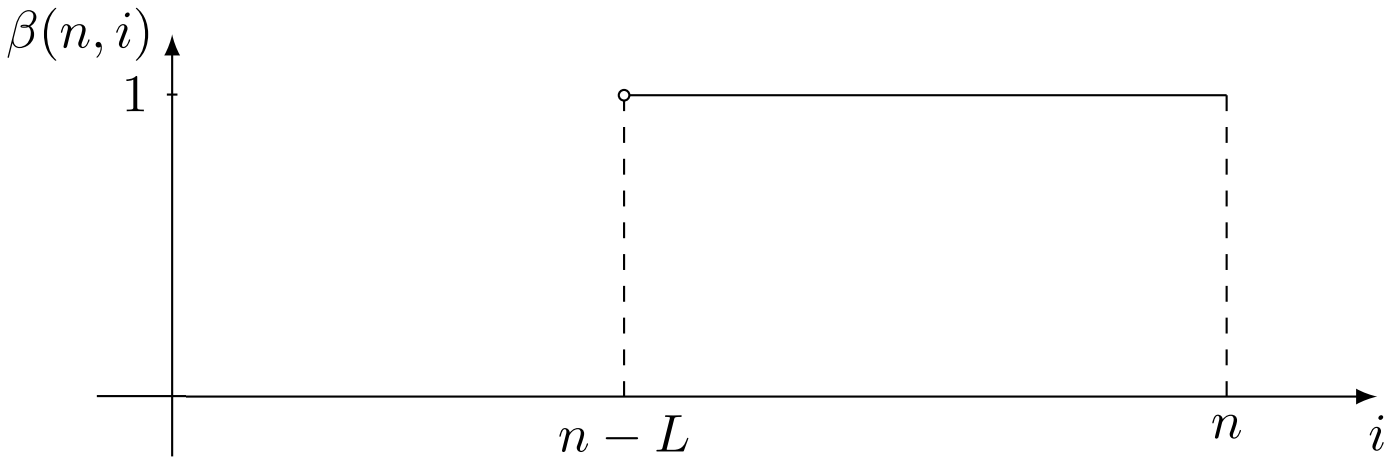 β(n, i)
1
n − L
n
i